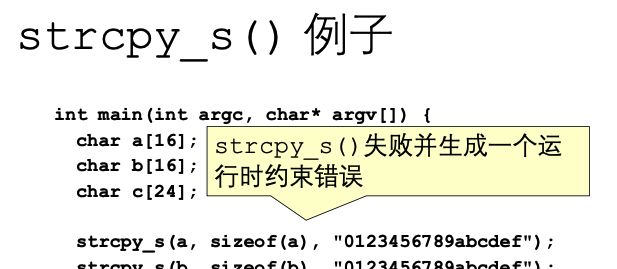 strcpy_s() 例子
int main(int argc, char* argv[]) {
char a[16];
char b[16];
char c[24];
strcpy_s()失败并生成一个运
行时约束错误
strcpy_s(a, sizeof(a), "0123456789abcdef");
strcpy_s(b, sizeof(b), "0123456789abcdef");